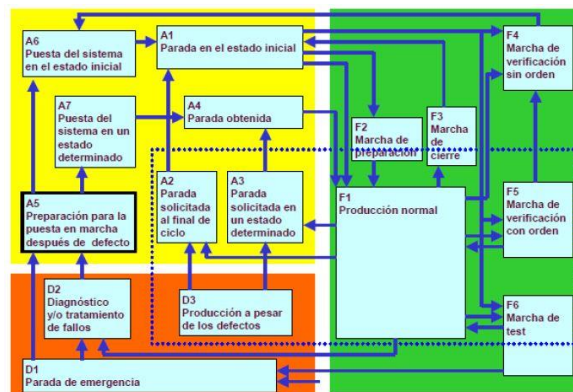 A6
Puesta del sistema
en el estado inicial
A1
Parada en el estado inicial
F4
Marcha de
verificación
sin orden
A7
Puesta del
sistema en un
estado
determinado
A4
Parada obtenida
F2
Marcha de
preparación
F3
Marcha
de
cierre
A2
Parada
solicitada
al final de
ciclo
A3
Parada
solicitada en
un estado
determinado
F1
Producción normal
F5
Marcha de
verificación
con orden
A5
Preparación para la
puesta en marcha
después de defecto
D2
Diagnóstico
y/o tratamiento
de fallos
D3
Producción a pesar
de los defectos
F6
Marcha de
test
D1
Parada de emergencia